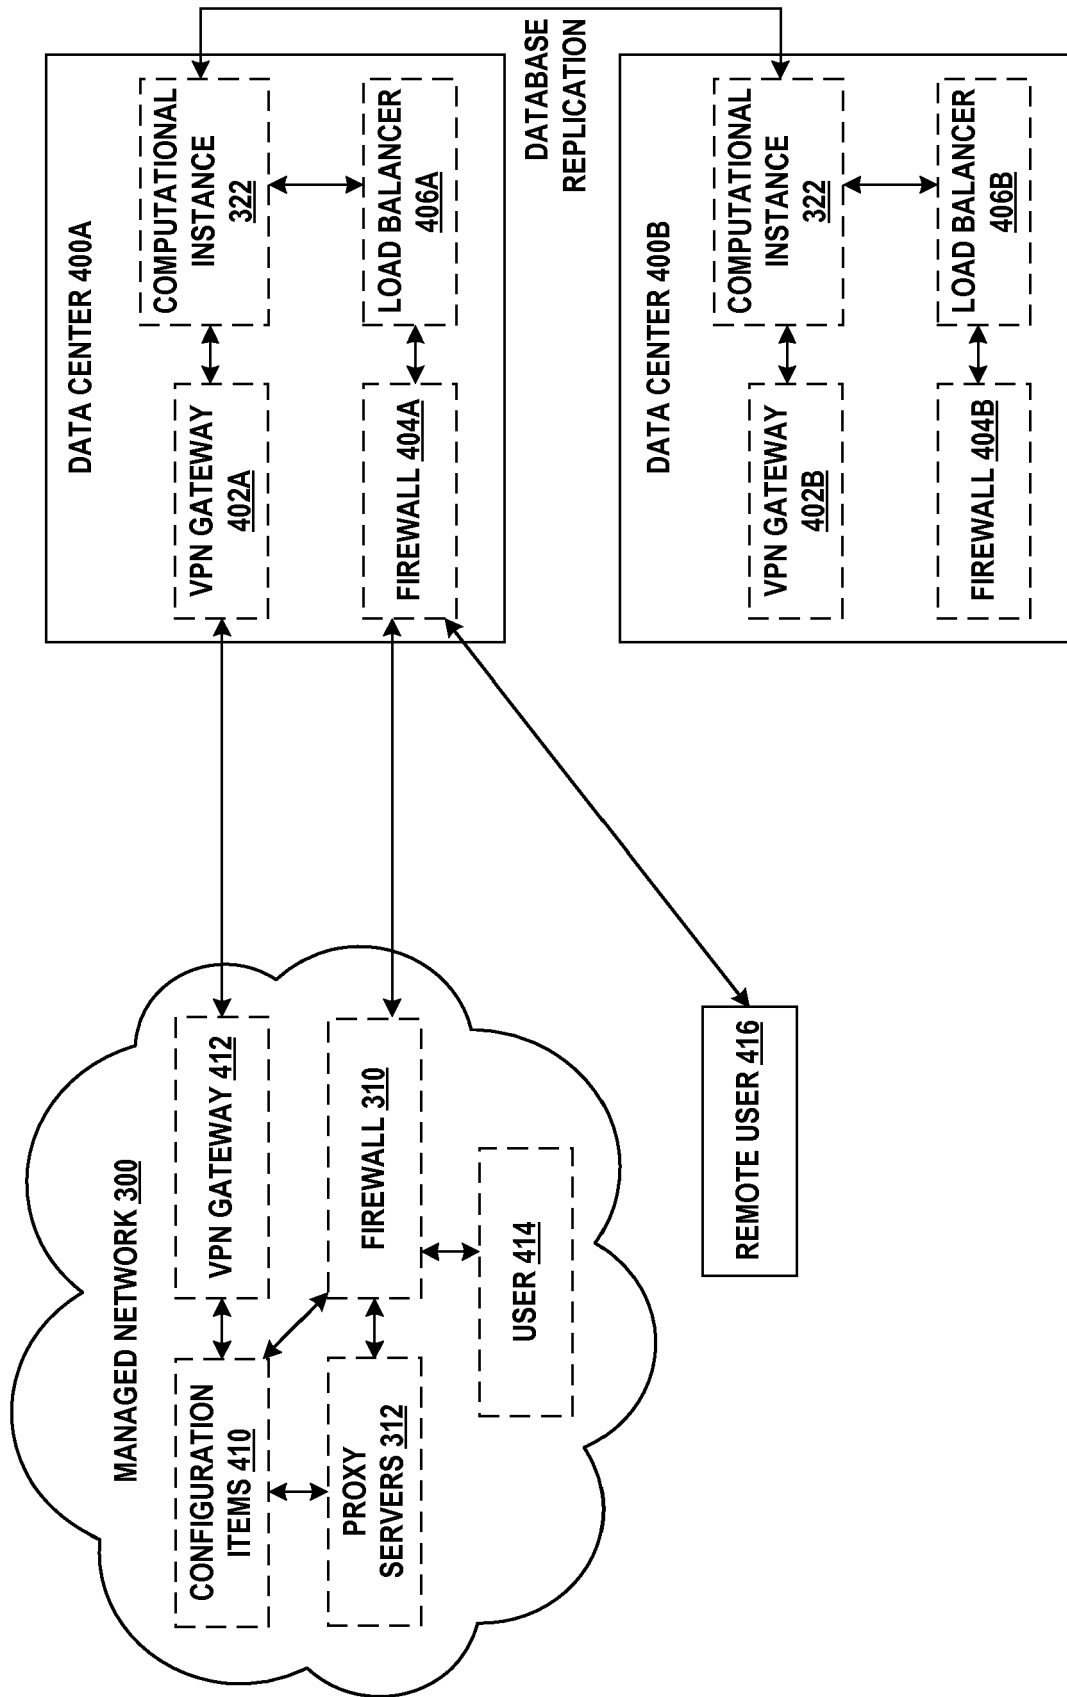 MANAGED NETWORK 300
CONFIGURATION
ITEMS 410
VPN GATEWAY 412
PROXY
SERVERS 312
FIREWALL 310
USER 414
REMOTE USER 416
DATA CENTER 400A
VPN GATEWAY
402A
COMPUTATIONAL
INSTANCE
322
FIREWALL 404A
LOAD BALANCER
406A
DATABASE
REPLICATION
DATA CENTER 400B
VPN GATEWAY
402B
COMPUTATIONAL
INSTANCE
322
FIREWALL 404B
LOAD BALANCER
406B